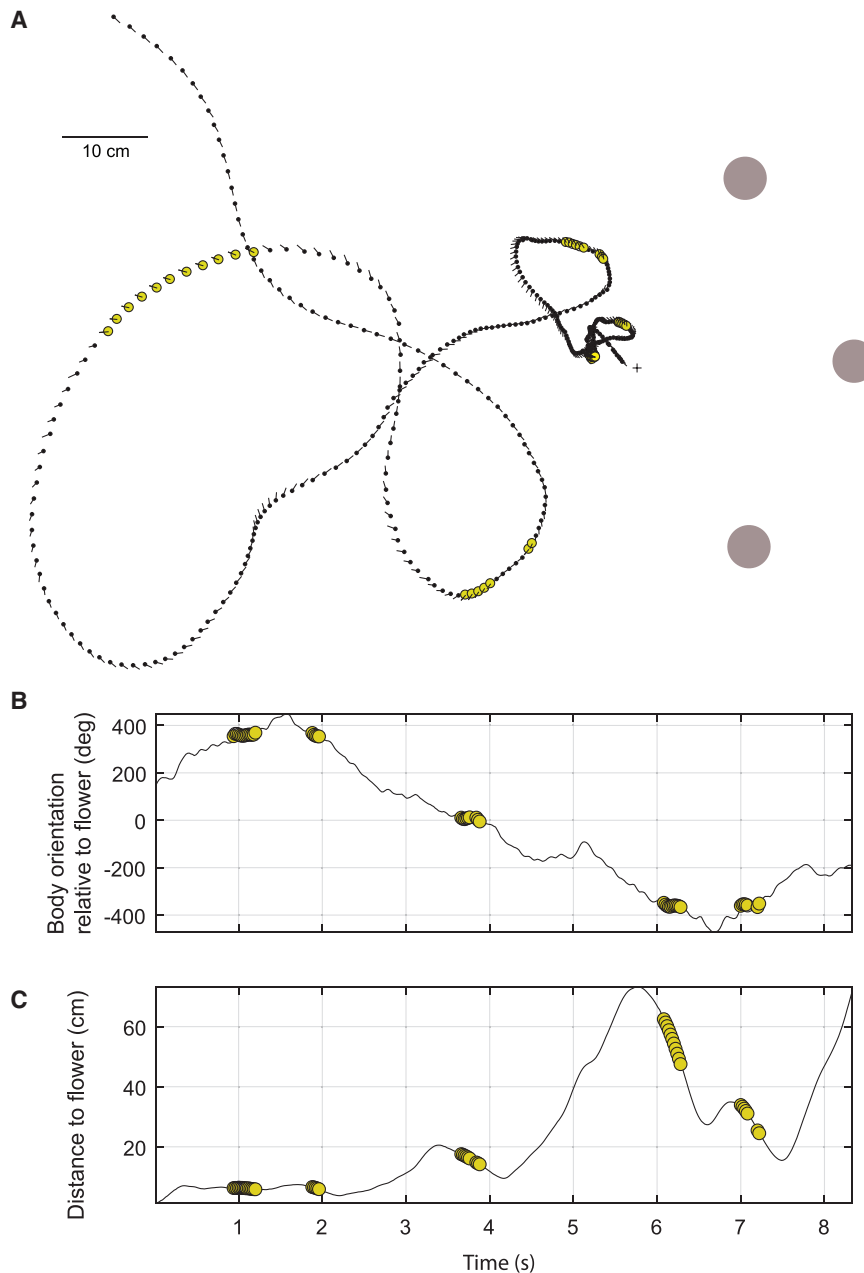 A
10 cm
B
Body orientation
relative to flower (deg)
400
200
0
-200
-400
C
Distance to flower (cm)
60
40
20
1 2 3 4 5 6 7 8
Time (s)